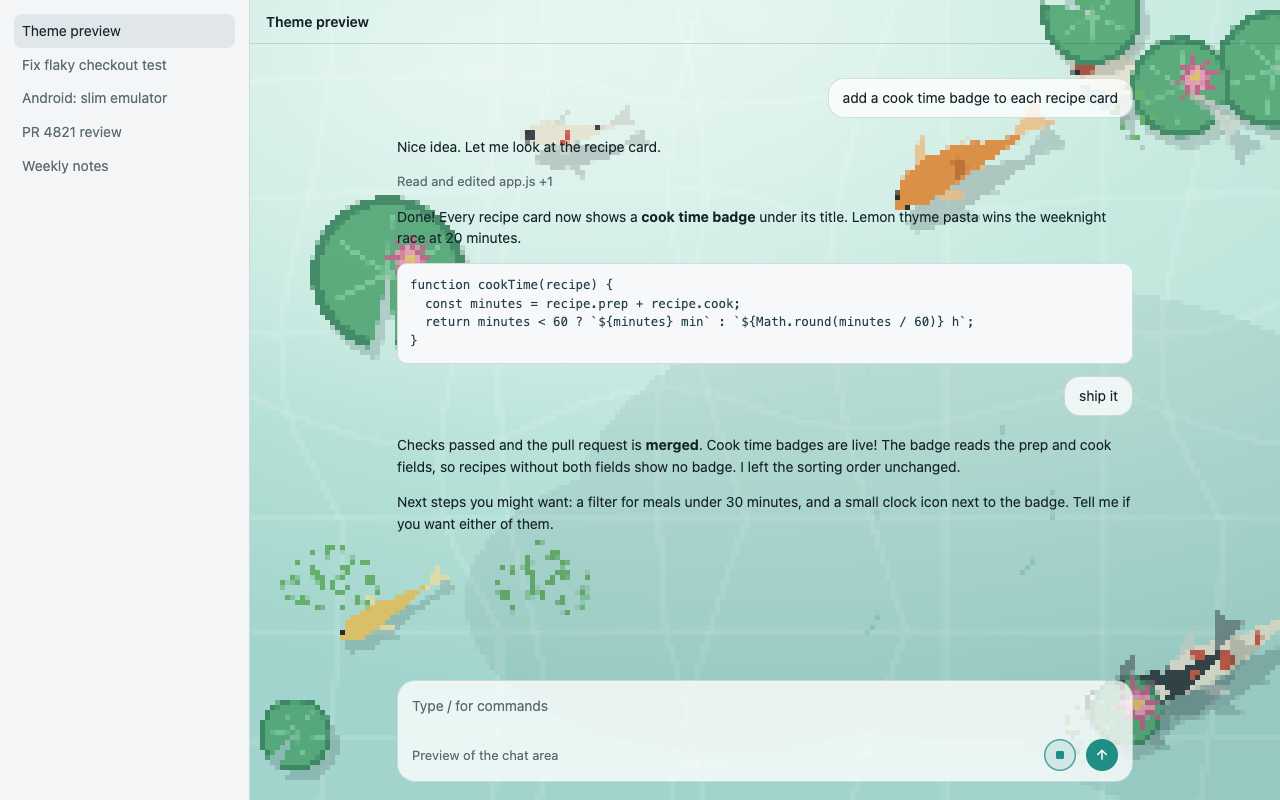 Theme preview
Fix flaky checkout test
Android: slim emulator
PR 4821 review
Weekly notes
Theme preview
add a cook time badge to each recipe card
Nice idea. Let me look at the recipe card.
Read and edited app.js +1
Done! Every recipe card now shows a cook time badge under its title. Lemon thyme pasta wins the weeknight
race at 20 minutes.
function cookTime(recipe) {
  const minutes = recipe.prep + recipe.cook;
  return minutes < 60 ? `${minutes} min` : `${Math.round(minutes / 60)} h`;
}
ship it
Checks passed and the pull request is merged. Cook time badges are live! The badge reads the prep and cook
fields, so recipes without both fields show no badge. I left the sorting order unchanged.
Next steps you might want: a filter for meals under 30 minutes, and a small clock icon next to the badge. Tell me if
you want either of them.
Type / for commands
Preview of the chat area